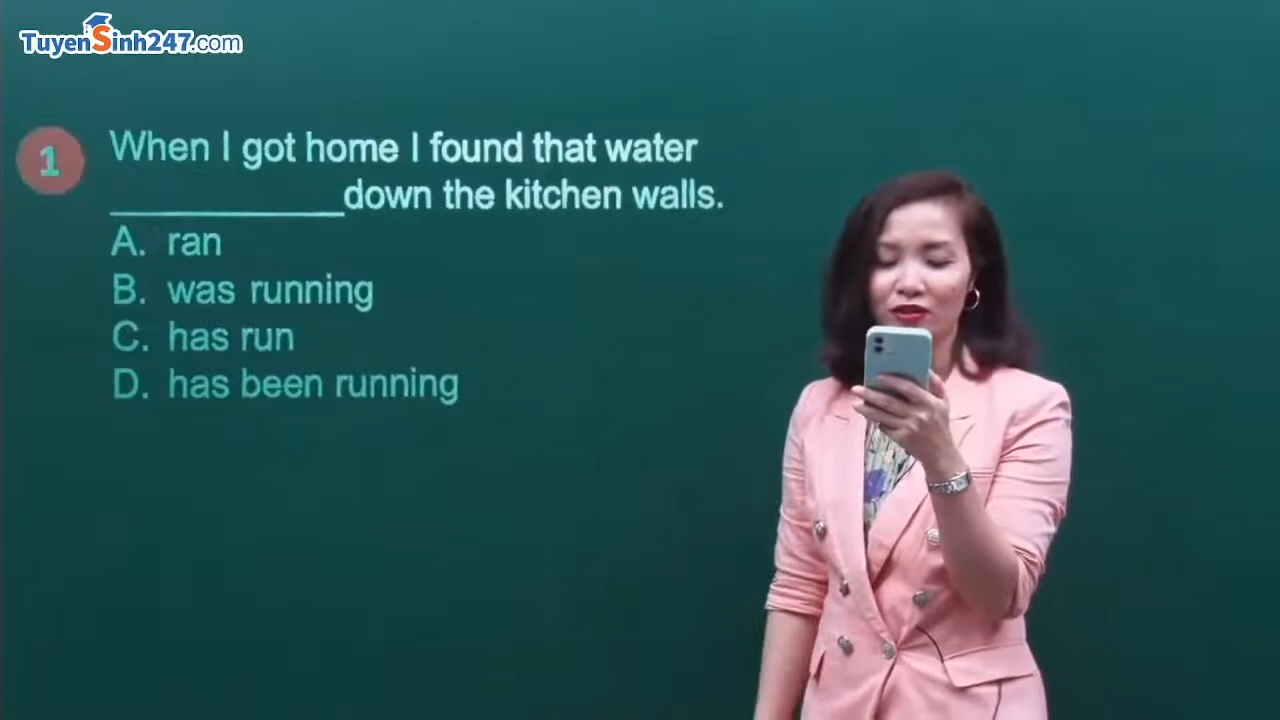 TuyenSinh247.com
1
When I got home I found that water
____________down the kitchen walls.
A. ran
B. was running
C. has run
D. has been running